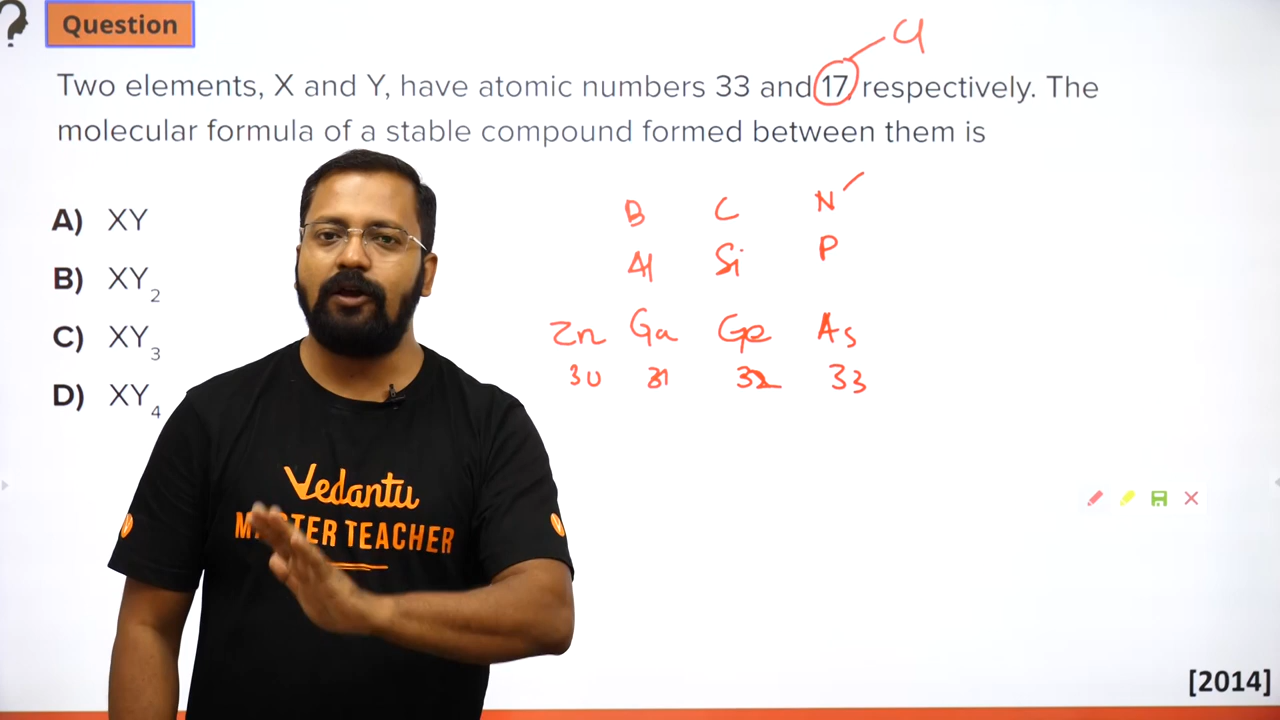 ?
Question
Cl
Two elements, X and Y, have atomic numbers 33 and 17, respectively. The
molecular formula of a stable compound formed between them is
A) XY
B) XY₂
C) XY₃
D) XY₄
B C N
Al Si P
Zn Ga Ge As
30 31 32 33
Vedantu
MASTER TEACHER
[2014]